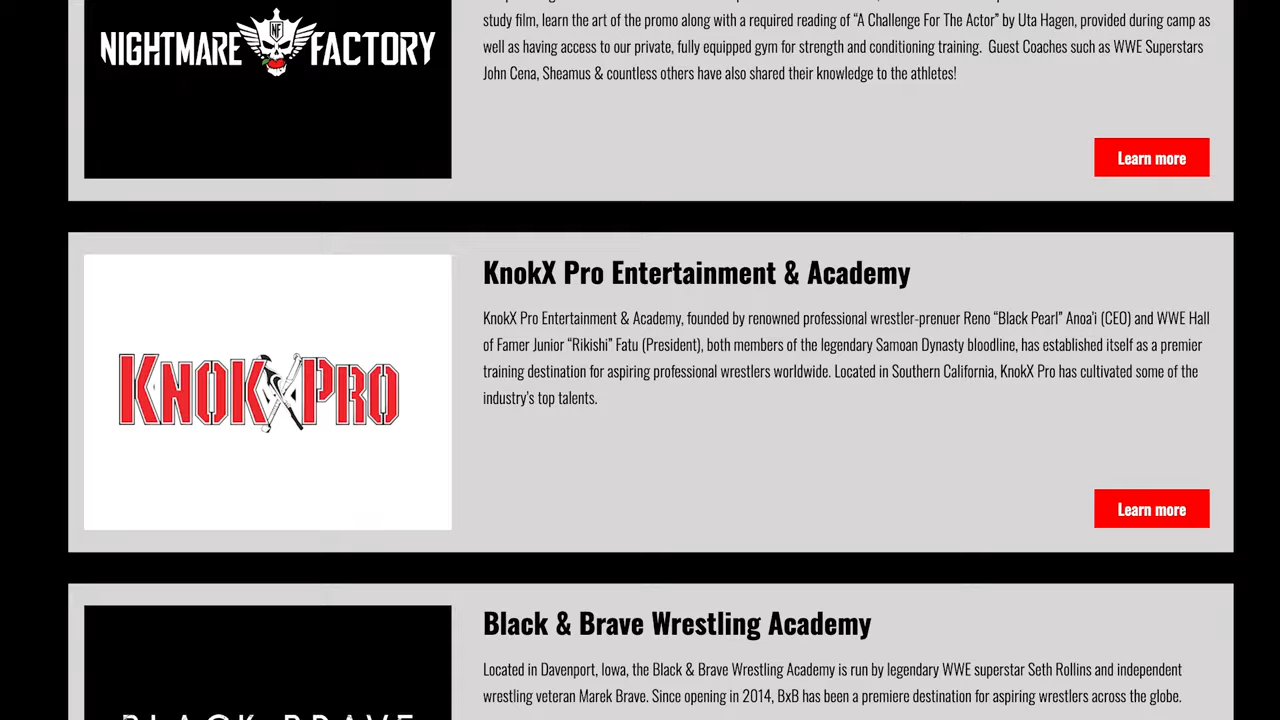 study film, learn the art of the promo along with a required reading of “A Challenge For The Actor” by Uta Hagen, provided during camp as
well as having access to our private, fully equipped gym for strength and conditioning training. Guest Coaches such as WWE Superstars
John Cena, Sheamus & countless others have also shared their knowledge to the athletes!
NIGHTMARE NF FACTORY
Learn more
KnokX Pro Entertainment & Academy
KnokX Pro Entertainment & Academy, founded by renowned professional wrestler-prenuer Reno “Black Pearl” Anoa’i (CEO) and WWE Hall
of Famer Junior “Rikishi” Fatu (President), both members of the legendary Samoan Dynasty bloodline, has established itself as a premier
training destination for aspiring professional wrestlers worldwide. Located in Southern California, KnokX Pro has cultivated some of the
industry’s top talents.
KNOKXPRO
Learn more
Black & Brave Wrestling Academy
Located in Davenport, Iowa, the Black & Brave Wrestling Academy is run by legendary WWE superstar Seth Rollins and independent
wrestling veteran Marek Brave. Since opening in 2014, BxB has been a premiere destination for aspiring wrestlers across the globe.
BLACK BRAVE